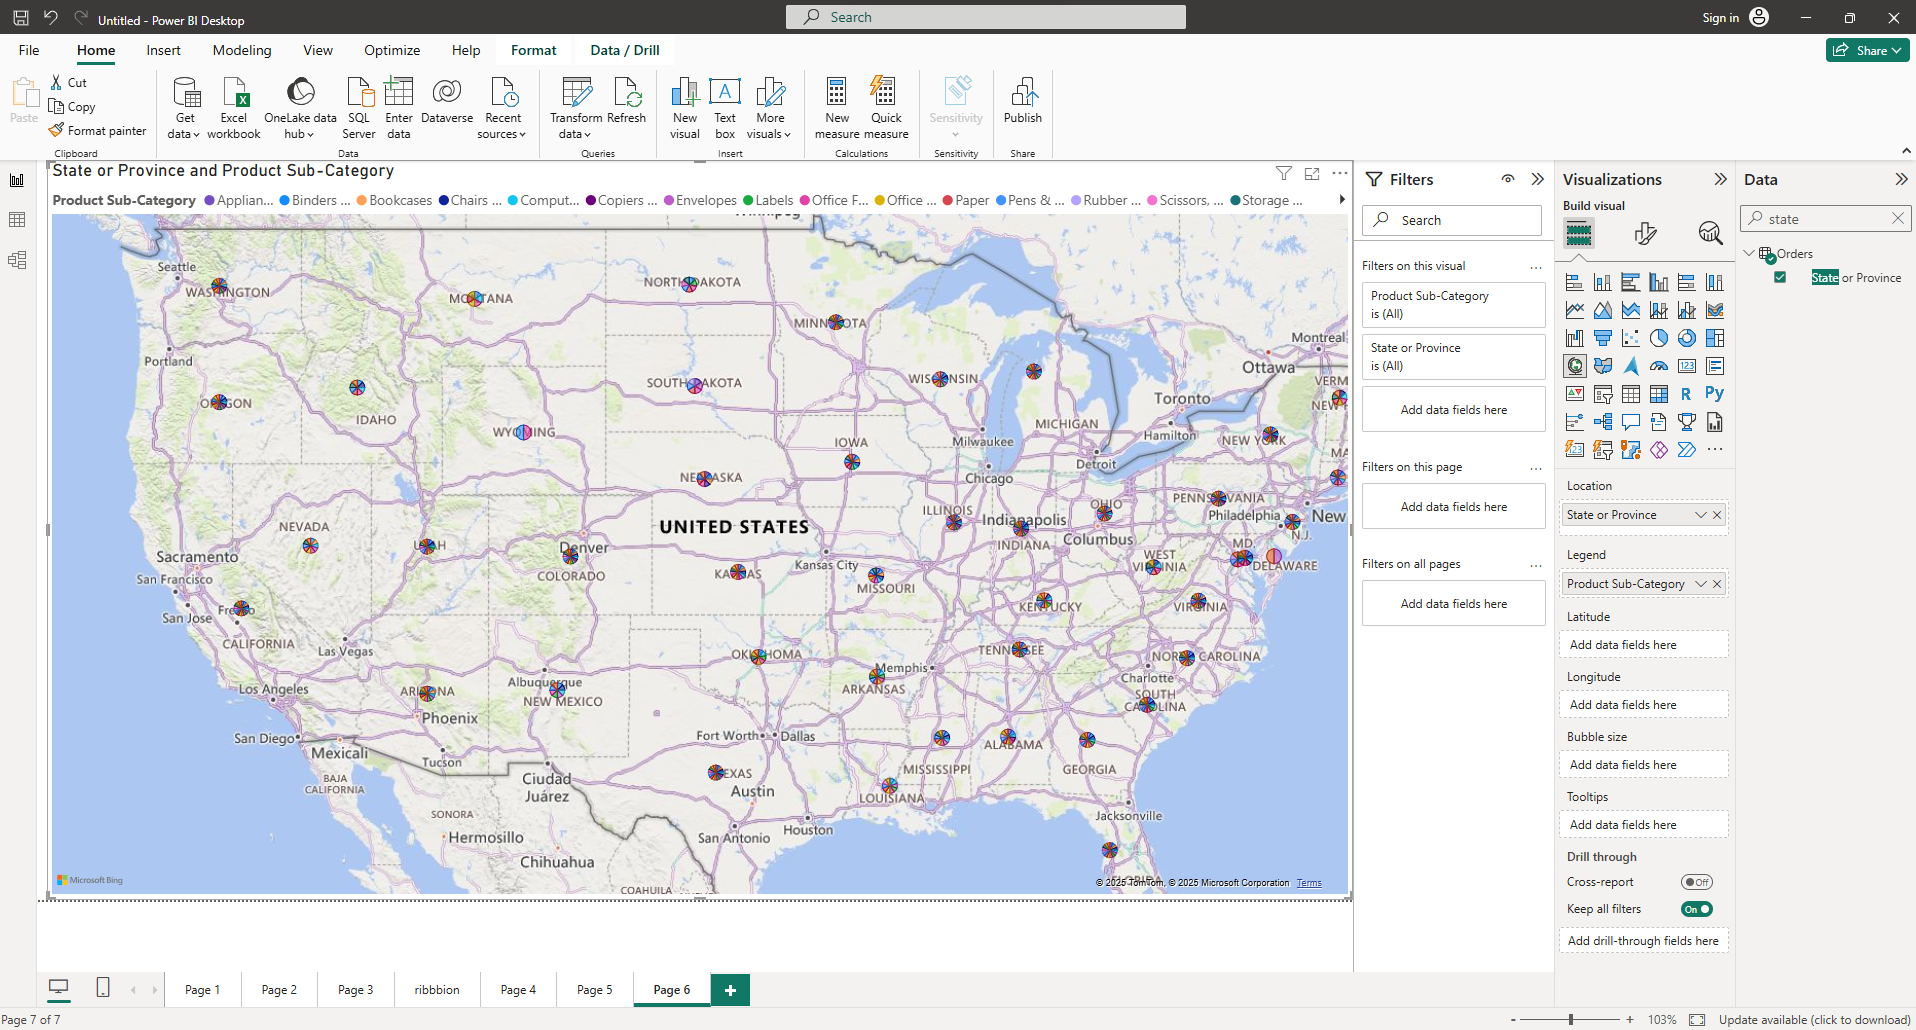 Untitled - Power BI Desktop
Search
Sign in
File
Home
Insert
Modeling
View
Optimize
Help
Format
Data / Drill
Share
Paste
Cut
Copy
Format painter
Clipboard
Get data
Excel workbook
OneLake data hub
SQL Server
Enter data
Dataverse
Recent sources
Data
Transform data
Refresh
Queries
New visual
Text box
More visuals
Insert
New measure
Quick measure
Calculations
Sensitivity
Sensitivity
Publish
Share
State or Province and Product Sub-Category
Product Sub-Category
Applian...
Binders ...
Bookcases
Chairs ...
Comput...
Copiers ...
Envelopes
Labels
Office F...
Office ...
Paper
Pens & ...
Rubber ...
Scissors, ...
Storage ...
Winnipeg
Seattle
WASHINGTON
MONTANA
NORTH DAKOTA
MINNESOTA
Montreal
Portland
Ottawa
VERM
SOUTH DAKOTA
WISCONSIN
OREGON
IDAHO
Toronto
NEW
MICHIGAN
Hamilton
WYOMING
IOWA
Milwaukee
NEW YORK
MA
Detroit
NEBRASKA
Chicago
PENNSYLVANIA
OHIO
ILLINOIS
Indianapolis
Philadelphia
New
NEVADA
UNITED STATES
Columbus
N.J.
UTAH
Denver
INDIANA
MD.
Sacramento
WEST VIRGINIA
DELAWARE
San Francisco
COLORADO
KANSAS
Kansas City
MISSOURI
Fresno
San Jose
KENTUCKY
VIRGINIA
CALIFORNIA
Las Vegas
OKLAHOMA
TENNESSEE
NORTH CAROLINA
Memphis
Charlotte
Los Angeles
ARIZONA
Albuquerque
NEW MEXICO
ARKANSAS
SOUTH CAROLINA
Phoenix
San Diego
Mexicali
Fort Worth
Dallas
ALABAMA
Tucson
MISSISSIPPI
GEORGIA
BAJA CALIFORNIA
Ciudad Juárez
TEXAS
Austin
LOUISIANA
SONORA
Jacksonville
Hermosillo
San Antonio
Houston
Chihuahua
COAHUILA
FLORIDA
Microsoft Bing
© 2025 TomTom, © 2025 Microsoft Corporation
Terms
Filters
Search
Filters on this visual
...
Product Sub-Category
is (All)
State or Province
is (All)
Add data fields here
Filters on this page
...
Add data fields here
Filters on all pages
...
Add data fields here
Visualizations
Build visual
123
R
Py
123
...
Location
State or Province
Legend
Product Sub-Category
Latitude
Add data fields here
Longitude
Add data fields here
Bubble size
Add data fields here
Tooltips
Add data fields here
Drill through
Cross-report
Off
Keep all filters
On
Add drill-through fields here
Data
state
Orders
State or Province
Page 1
Page 2
Page 3
ribbbion
Page 4
Page 5
Page 6
+
Page 7 of 7
- + 103%
Update available (click to download)